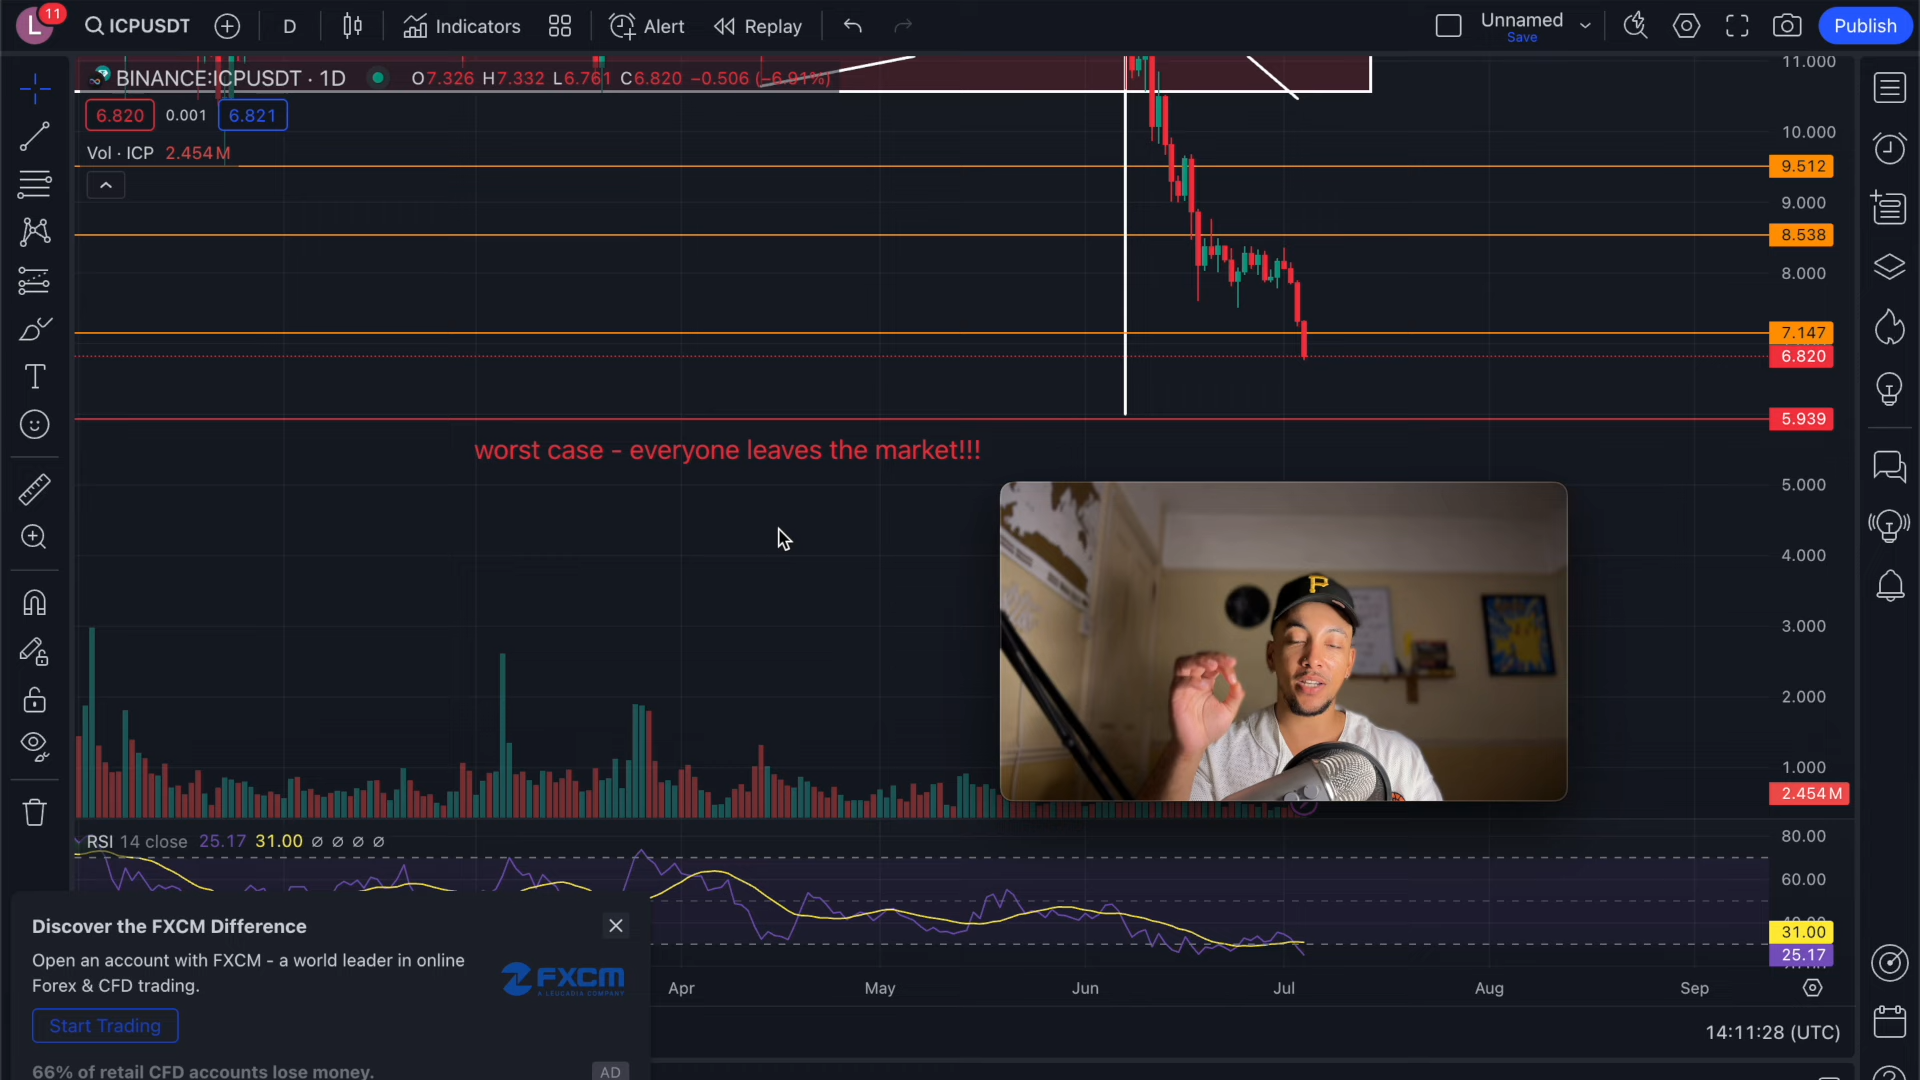 L
11
ICPUSDT
D
Indicators
Alert
Replay
Unnamed
Save
Publish
BINANCE:ICPUSDT · 1D
O7.326 H7.332 L6.761 C6.820 −0.506 (−6.91%)
6.820
0.001
6.821
Vol · ICP 2.454M
11.000
10.000
9.512
9.000
8.538
8.000
7.147
6.820
5.939
worst case - everyone leaves the market!!!
5.000
4.000
P
3.000
2.000
1.000
2.454M
RSI 14 close 25.17 31.00 ∅ ∅ ∅ ∅
80.00
60.00
31.00
25.17
Discover the FXCM Difference
Open an account with FXCM - a world leader in online
Forex & CFD trading.
FXCM
A LEUCADIA COMPANY
Start Trading
66% of retail CFD accounts lose money.
AD
Apr
May
Jun
Jul
Aug
Sep
14:11:28 (UTC)